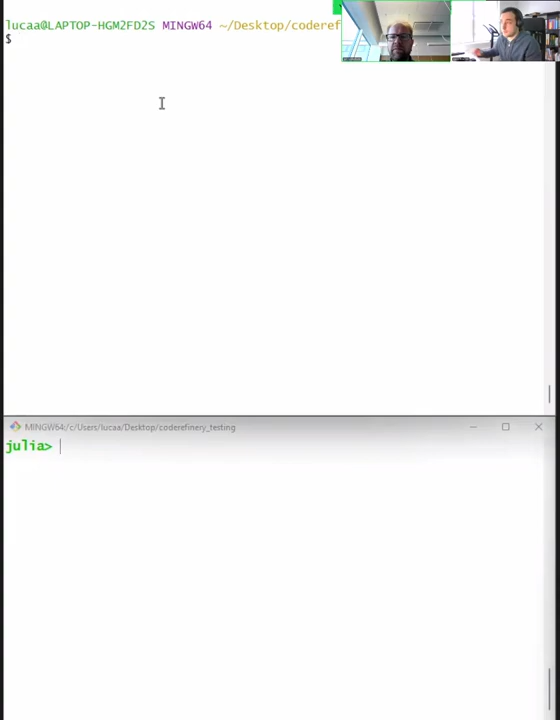 lucaa@LAPTOP-HGM2FD2S MINGW64 ~/Desktop/coderef
$
MINGW64:/c/Users/lucaa/Desktop/coderefinery_testing
julia>